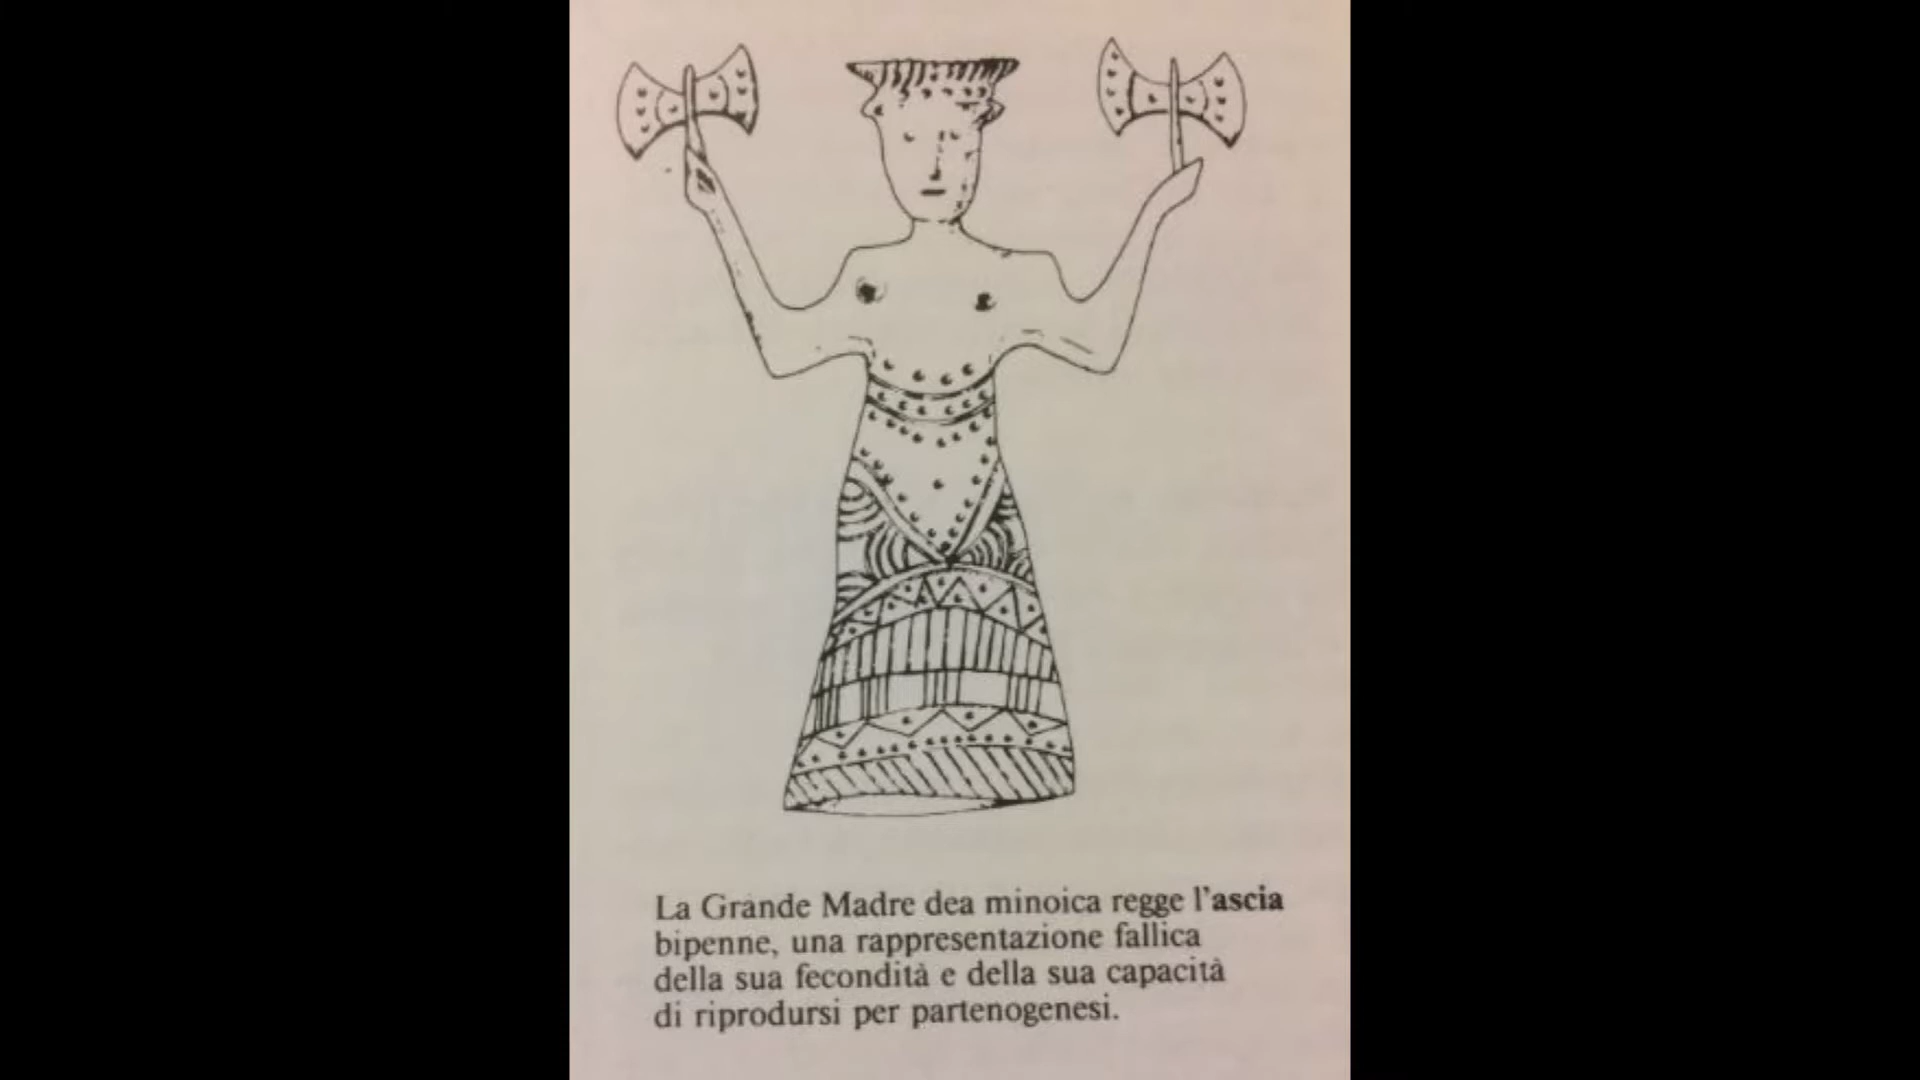 La Grande Madre dea minoica regge l'ascia
bipenne, una rappresentazione fallica
della sua fecondità e della sua capacità
di riprodursi per partenogenesi.